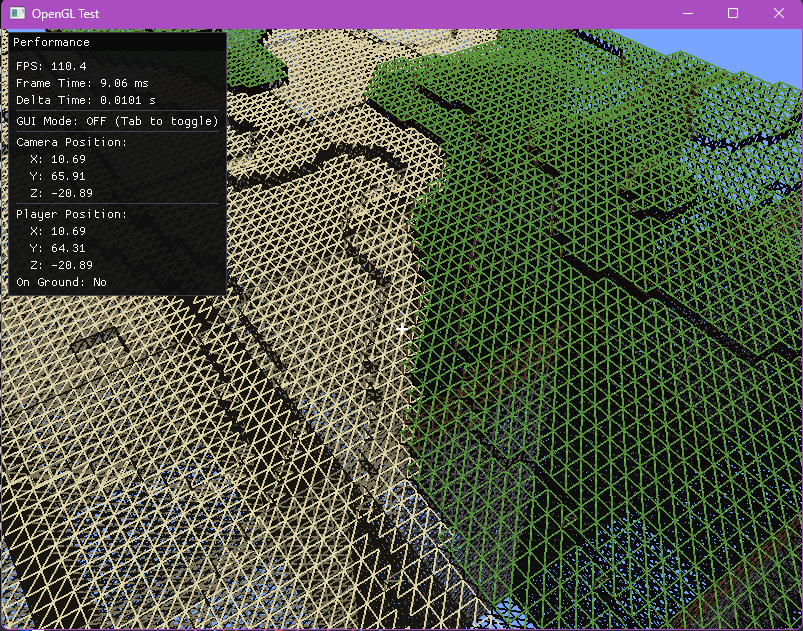 OpenGL Test
Performance
FPS: 110.4
Frame Time: 9.06 ms
Delta Time: 0.0101 s
GUI Mode: OFF (Tab to toggle)
Camera Position:
X: 10.69
Y: 65.91
Z: -20.89
Player Position:
X: 10.69
Y: 64.31
Z: -20.89
On Ground: No